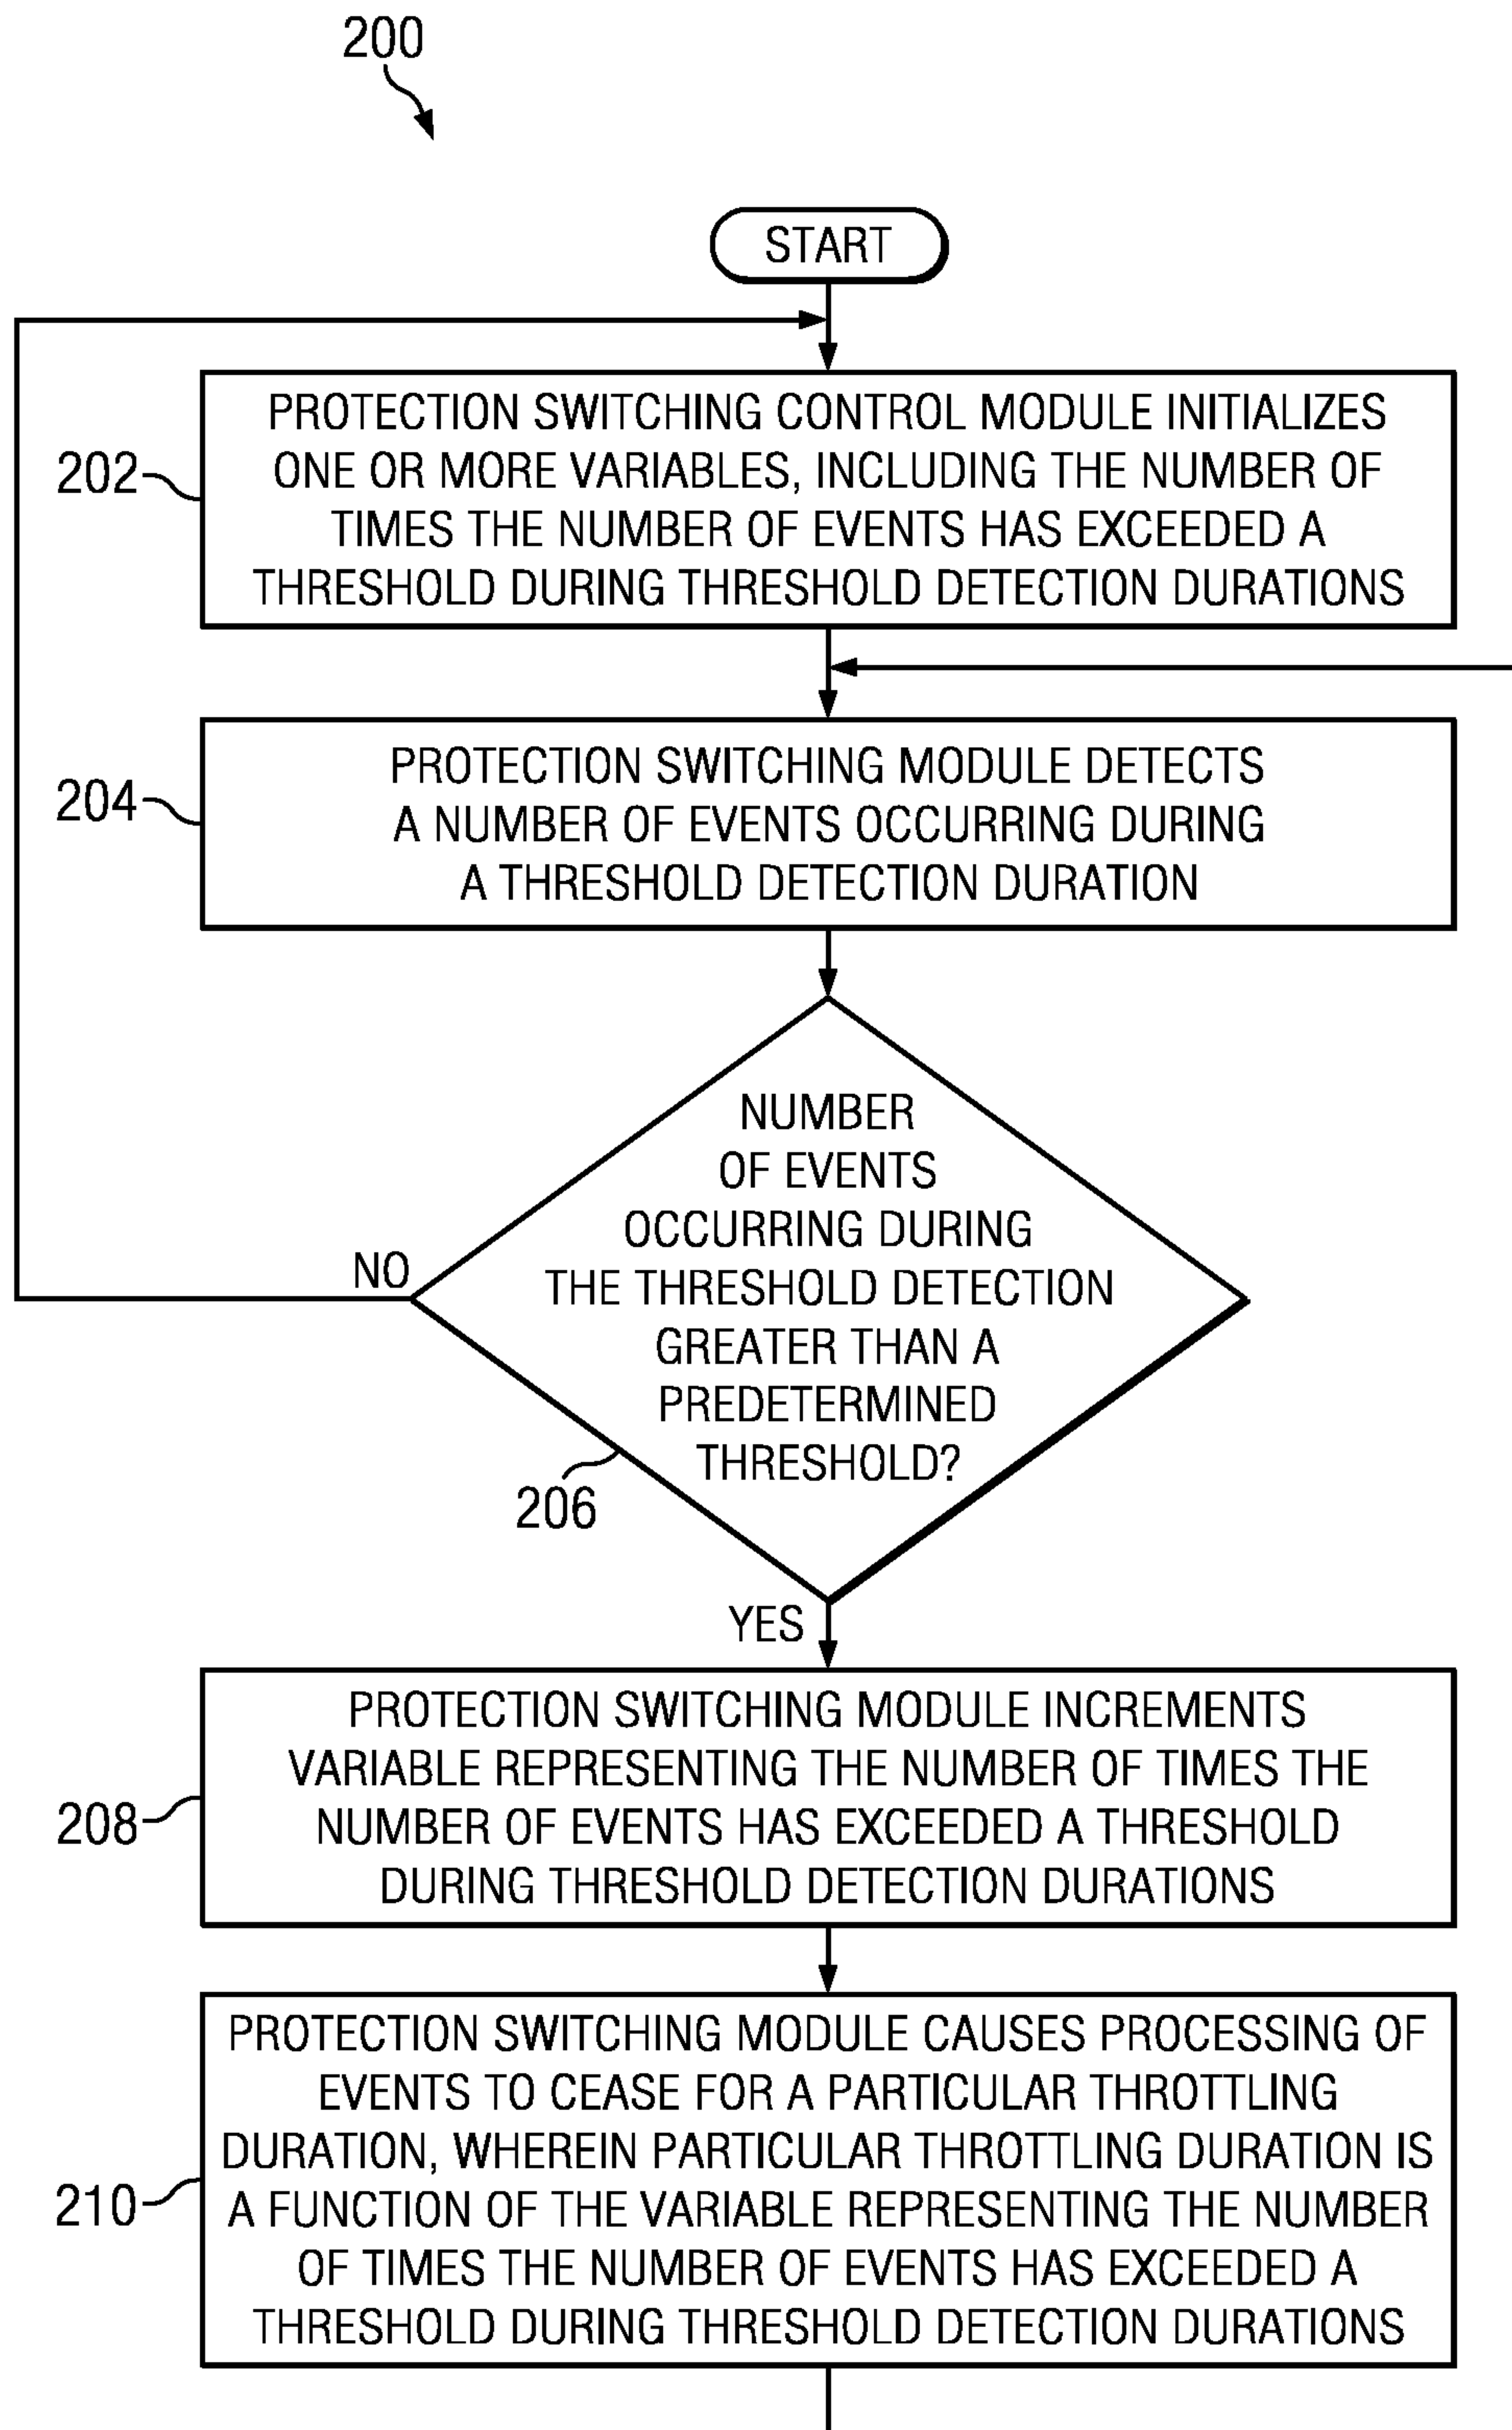 200
START
202
PROTECTION SWITCHING CONTROL MODULE INITIALIZES
ONE OR MORE VARIABLES, INCLUDING THE NUMBER OF
TIMES THE NUMBER OF EVENTS HAS EXCEEDED A
THRESHOLD DURING THRESHOLD DETECTION DURATIONS
204
PROTECTION SWITCHING MODULE DETECTS
A NUMBER OF EVENTS OCCURRING DURING
A THRESHOLD DETECTION DURATION
NUMBER
OF EVENTS
OCCURRING DURING
THE THRESHOLD DETECTION
GREATER THAN A
PREDETERMINED
THRESHOLD?
NO
206
YES
208
PROTECTION SWITCHING MODULE INCREMENTS
VARIABLE REPRESENTING THE NUMBER OF TIMES THE
NUMBER OF EVENTS HAS EXCEEDED A THRESHOLD
DURING THRESHOLD DETECTION DURATIONS
210
PROTECTION SWITCHING MODULE CAUSES PROCESSING OF
EVENTS TO CEASE FOR A PARTICULAR THROTTLING
DURATION, WHEREIN PARTICULAR THROTTLING DURATION IS
A FUNCTION OF THE VARIABLE REPRESENTING THE NUMBER
OF TIMES THE NUMBER OF EVENTS HAS EXCEEDED A
THRESHOLD DURING THRESHOLD DETECTION DURATIONS